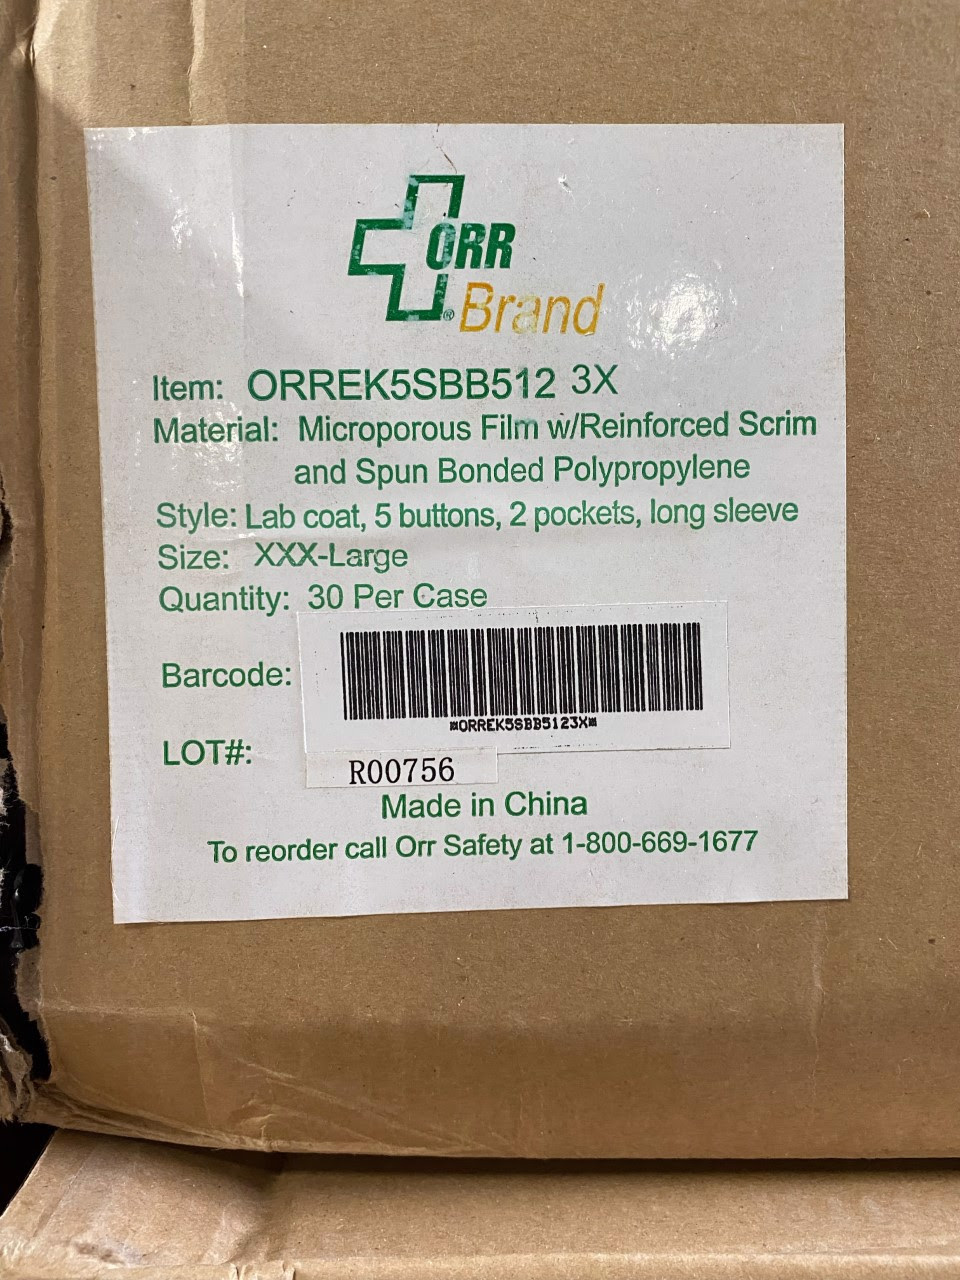 ORR
® Brand
Item: ORREK5SBB512 3X
Material: Microporous Film w/Reinforced Scrim
and Spun Bonded Polypropylene
Style: Lab coat, 5 buttons, 2 pockets, long sleeve
Size: XXX-Large
Quantity: 30 Per Case
Barcode:
*ORREK5SBB5123X*
LOT#:
R00756
Made in China
To reorder call Orr Safety at 1-800-669-1677